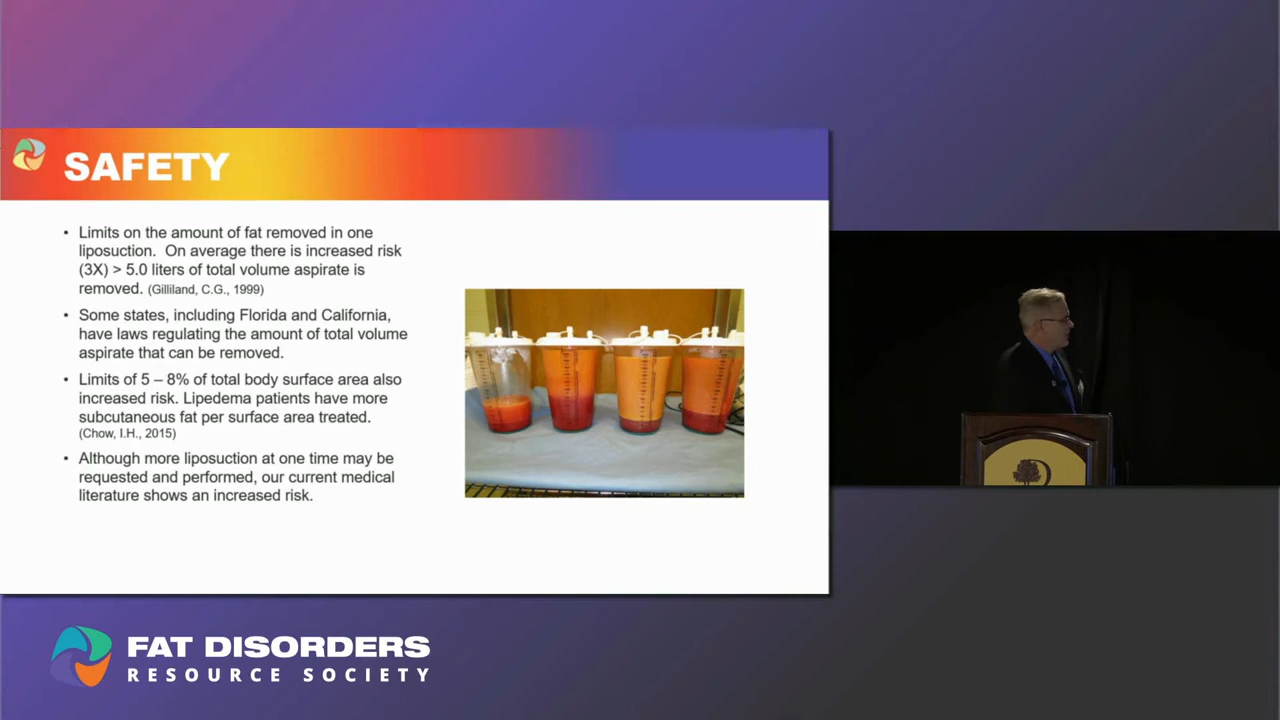 SAFETY
• Limits on the amount of fat removed in one
liposuction. On average there is increased risk
(3X) > 5.0 liters of total volume aspirate is
removed. (Gilliland, C.G., 1999)
• Some states, including Florida and California,
have laws regulating the amount of total volume
aspirate that can be removed.
• Limits of 5 – 8% of total body surface area also
increased risk. Lipedema patients have more
subcutaneous fat per surface area treated.
(Chow, I.H., 2015)
• Although more liposuction at one time may be
requested and performed, our current medical
literature shows an increased risk.
FAT DISORDERS
RESOURCE SOCIETY